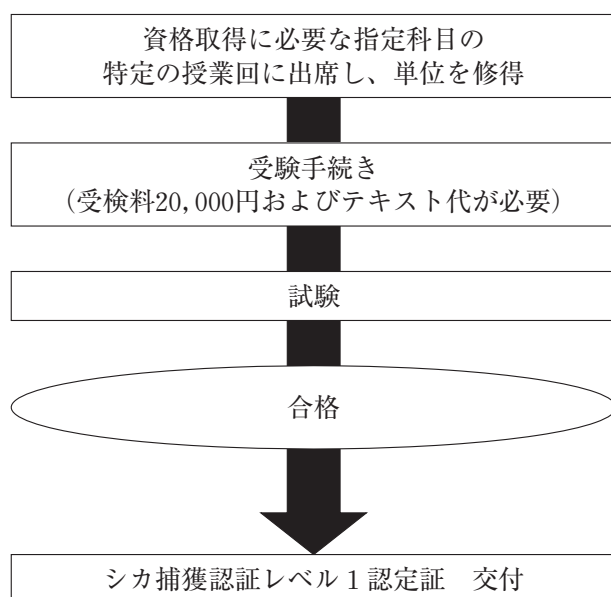 資格取得に必要な指定科目の
特定の授業回に出席し、単位を修得
受験手続き
（受検料20,000円およびテキスト代が必要）
試験
合格
シカ捕獲認証レベル１認定証　交付